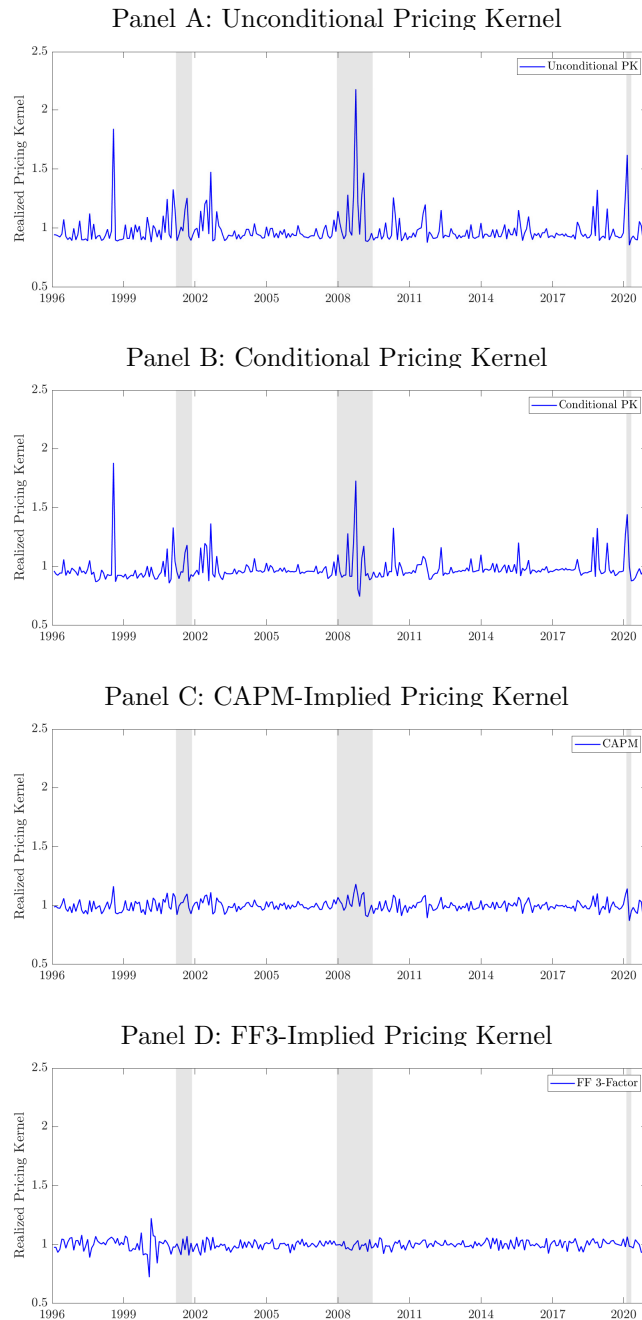 Panel A: Unconditional Pricing Kernel
2.5
Unconditional PK
2
1.5
1
0.5
Realized Pricing Kernel
1996 1999 2002 2005 2008 2011 2014 2017 2020
Panel B: Conditional Pricing Kernel
2.5
Conditional PK
2
1.5
1
0.5
Realized Pricing Kernel
1996 1999 2002 2005 2008 2011 2014 2017 2020
Panel C: CAPM-Implied Pricing Kernel
2.5
CAPM
2
1.5
1
0.5
Realized Pricing Kernel
1996 1999 2002 2005 2008 2011 2014 2017 2020
Panel D: FF3-Implied Pricing Kernel
2.5
FF 3-Factor
2
1.5
1
0.5
Realized Pricing Kernel
1996 1999 2002 2005 2008 2011 2014 2017 2020